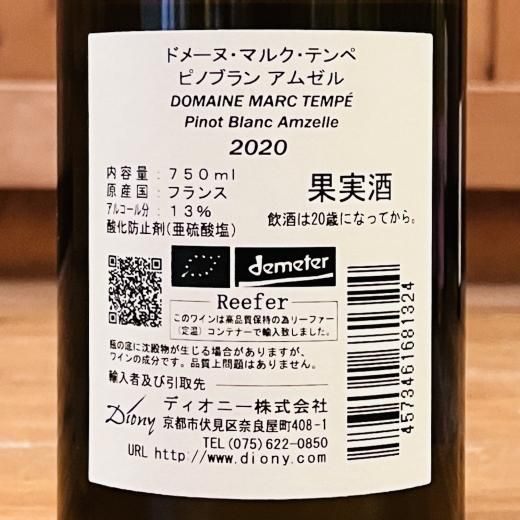 ドメーヌ・マルク・テンペ
ピノブラン アムゼル
DOMAINE MARC TEMPÉ
Pinot Blanc Amzelle
2020
内容量:750ml
原産国:フランス
アルコール分:13%
酸化防止剤(亜硫酸塩)
果実酒
飲酒は20歳になってから。
demeter
Reefer
このワインは高品質保持の為リーファー
(定温)コンテナーで輸入致しました。
瓶の底に沈殿物が生じる場合がありますが、
ワインの成分です。品質上問題はありません。
輸入者及び引取先
Diony ディオニー株式会社
京都市伏見区奈良屋町408-1
TEL(075)622-0850
URL http://www.diony.com
4573461681324